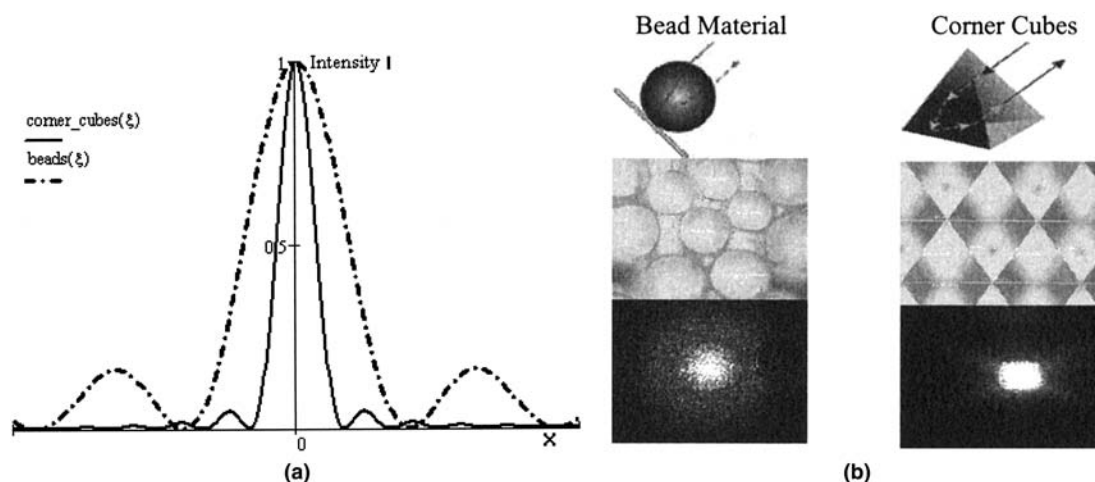 1
Intensity I
corner_cubes(ξ)
beads(ξ)
0.5
0
X
(a)
Bead Material
Corner Cubes
(b)